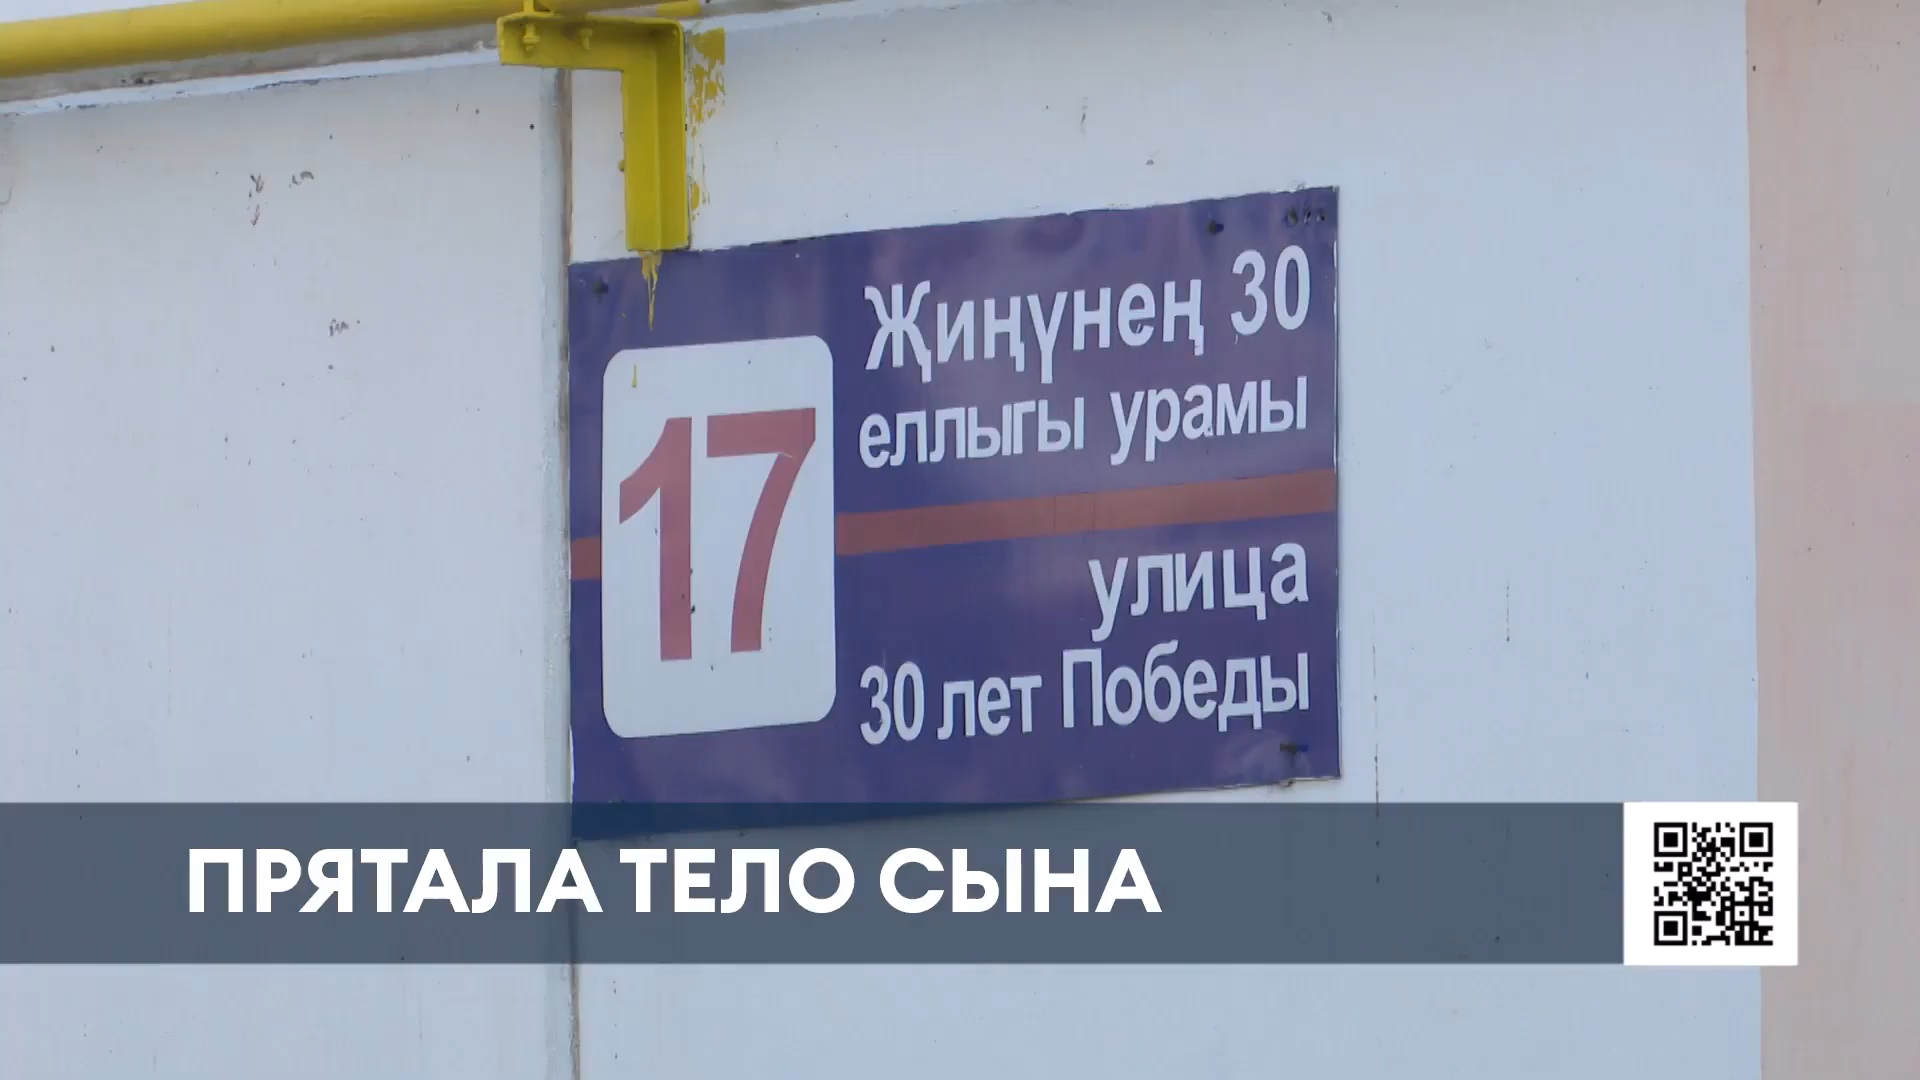 17
Җиңүнең 30
еллыгы урамы
улица
30 лет Победы
ПРЯТАЛА ТЕЛО СЫНА